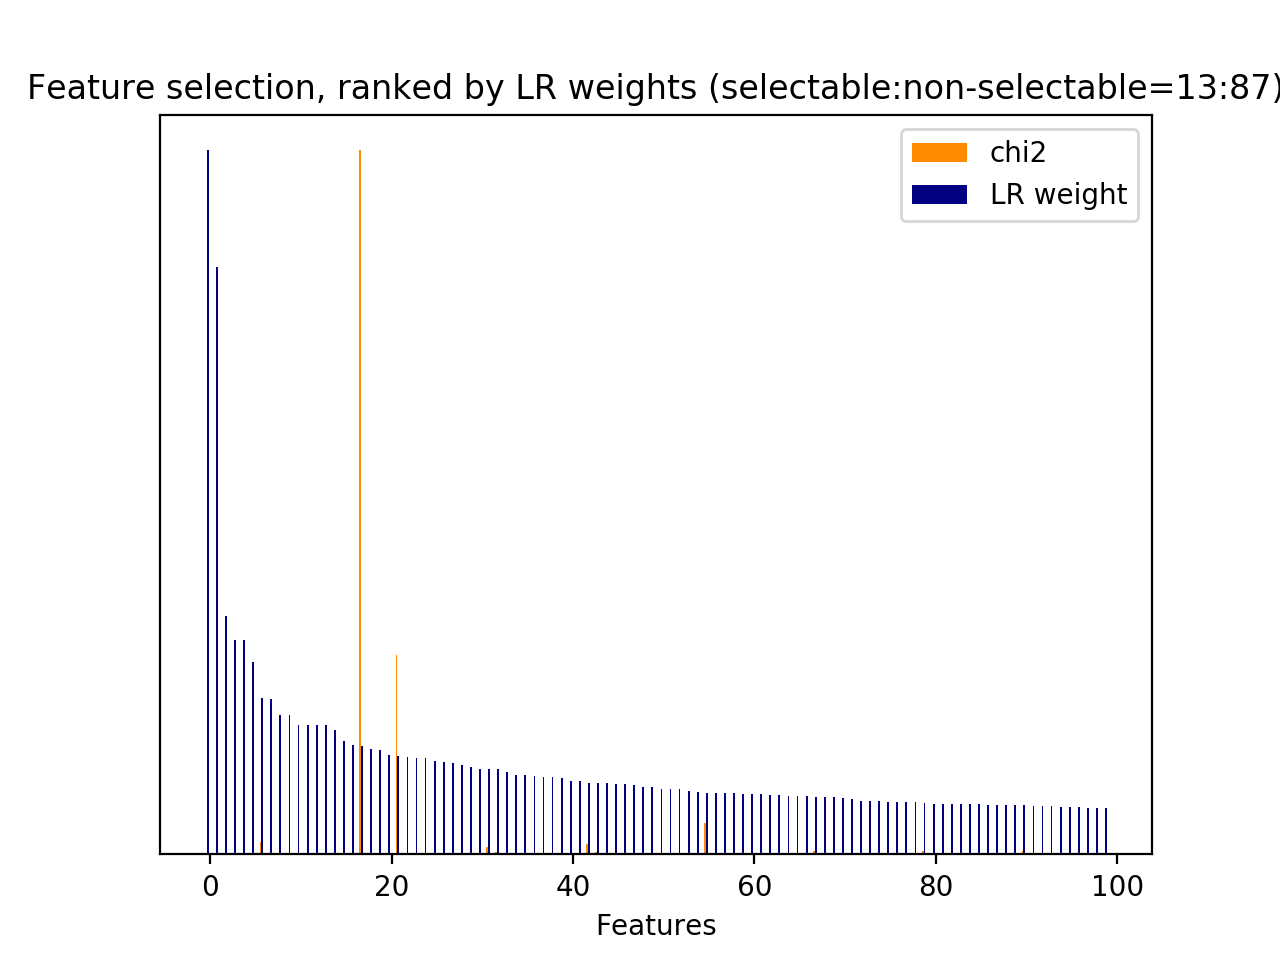 Feature selection, ranked by LR weights (selectable:non-selectable=13:87)
chi2
LR weight
0 20 40 60 80 100
Features